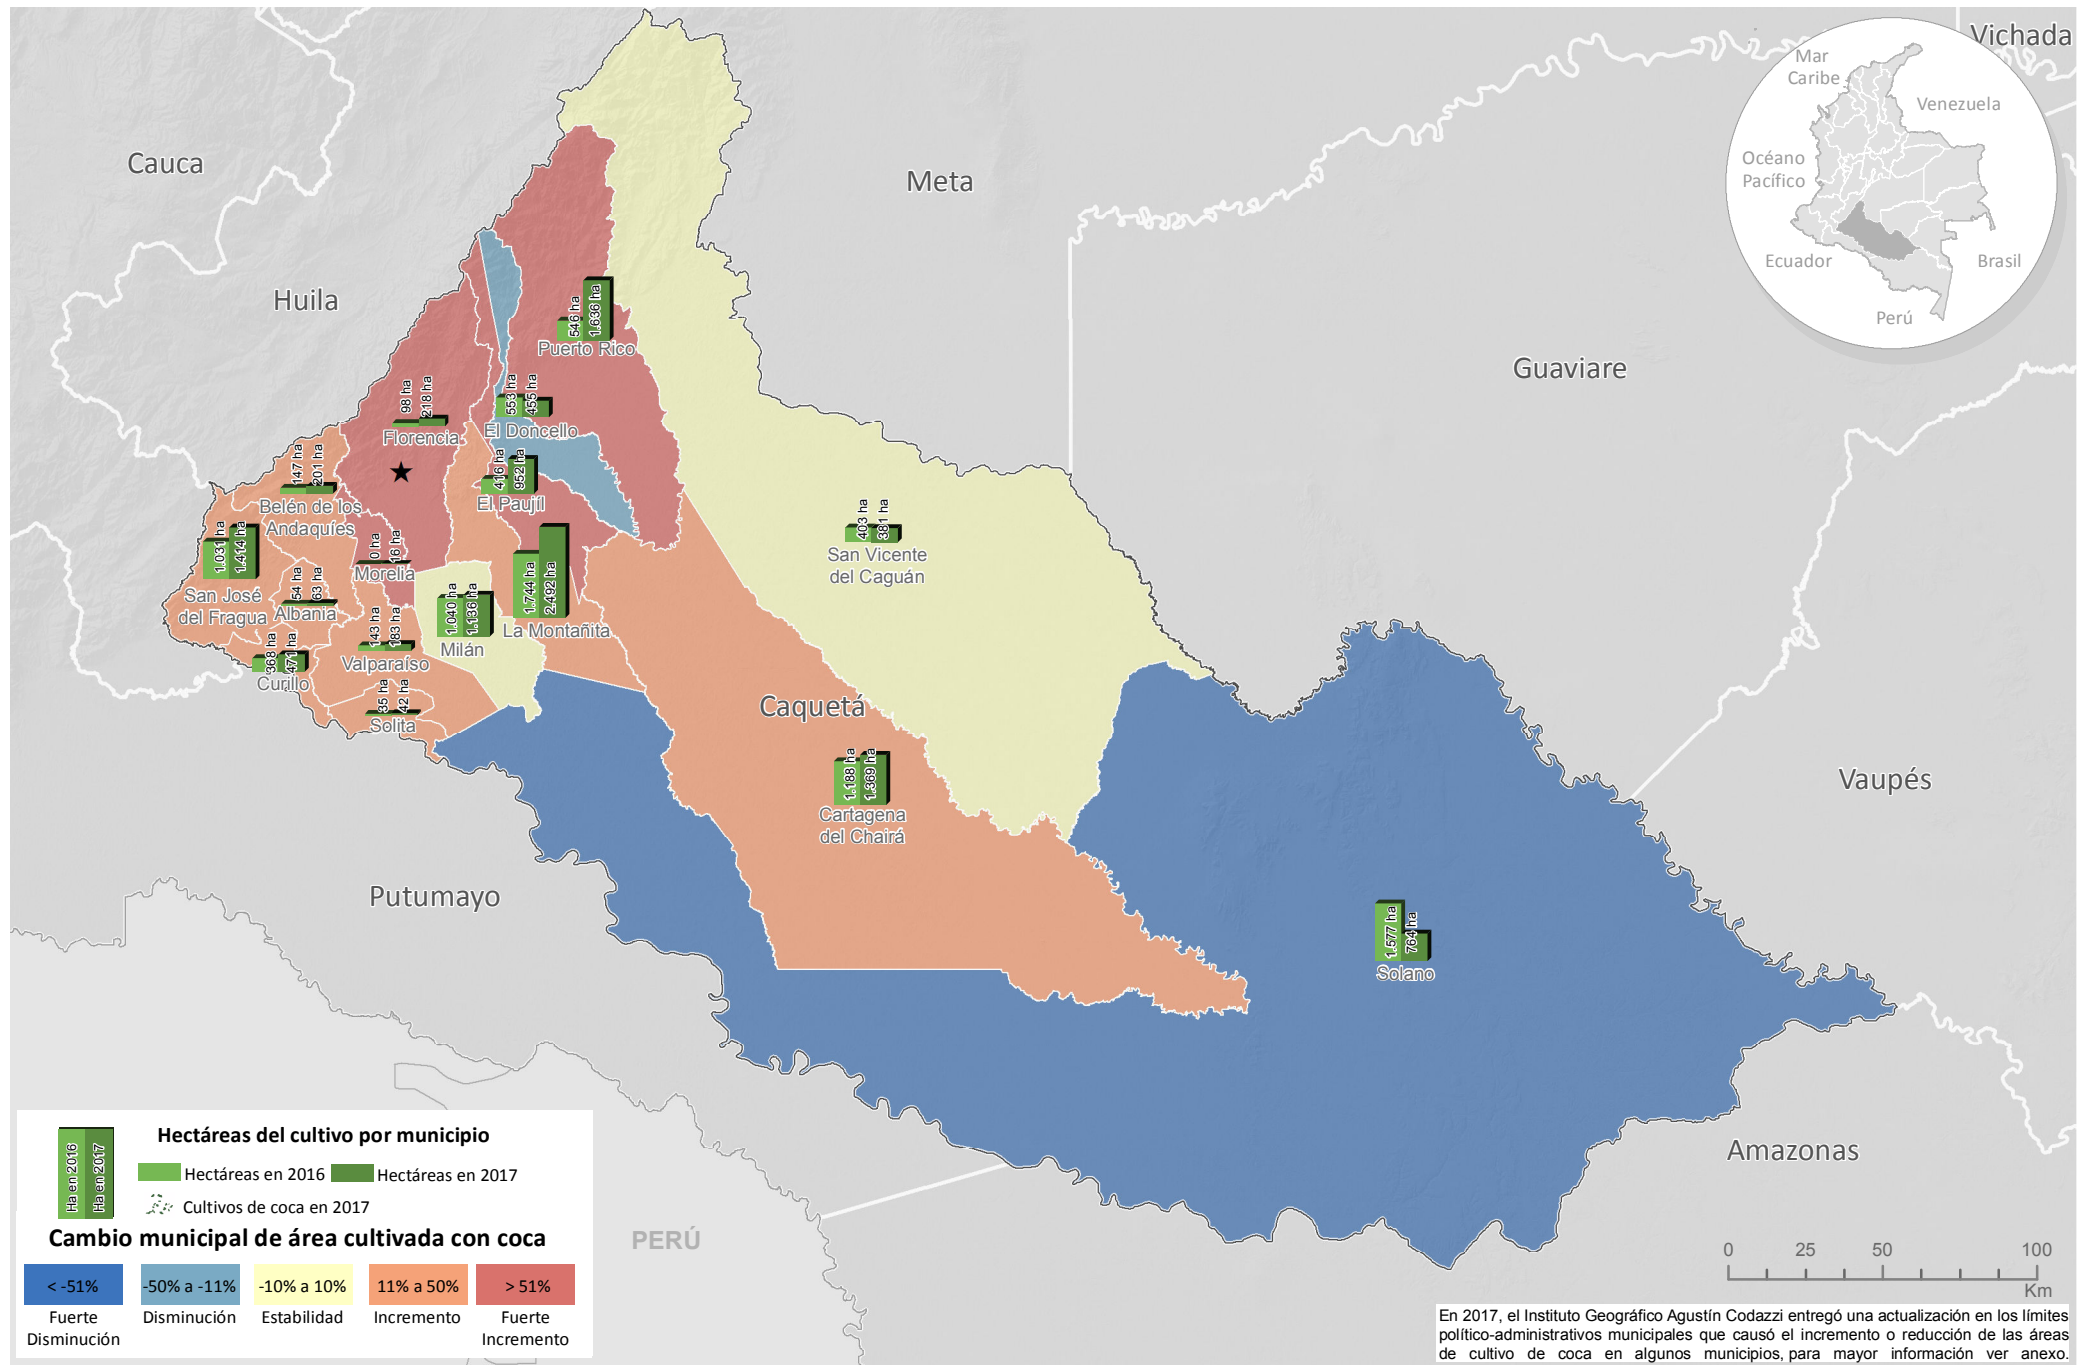 Vichada
Mar
Caribe
Venezuela
Océano
Pacífico
Ecuador
Brasil
Perú
Cauca
Meta
Huila
Guaviare
546 ha
1.636 ha
Puerto Rico
98 ha
218 ha
Florencia
553 ha
455 ha
El Doncello
147 ha
201 ha
Belén de los
Andaquíes
416 ha
952 ha
El Paujíl
1.031 ha
1.414 ha
San José
del Fragua
0 ha
16 ha
Morelia
54 ha
63 ha
Albania
1.040 ha
1.136 ha
Milán
1.744 ha
2.492 ha
La Montañita
403 ha
381 ha
San Vicente
del Caguán
368 ha
471 ha
Curillo
143 ha
183 ha
Valparaíso
35 ha
42 ha
Solita
Caquetá
1.188 ha
1.369 ha
Cartagena
del Chairá
Vaupés
Putumayo
1.577 ha
764 ha
Solano
Amazonas
PERÚ
Hectáreas del cultivo por municipio
Ha en 2016
Ha en 2017
Hectáreas en 2016
Hectáreas en 2017
Cultivos de coca en 2017
Cambio municipal de área cultivada con coca
< -51%
-50% a -11%
-10% a 10%
11% a 50%
> 51%
Fuerte
Disminución
Disminución
Estabilidad
Incremento
Fuerte
Incremento
0 25 50 100
Km
En 2017, el Instituto Geográfico Agustín Codazzi entregó una actualización en los límites
político-administrativos municipales que causó el incremento o reducción de las áreas
de cultivo de coca en algunos municipios, para mayor información ver anexo.